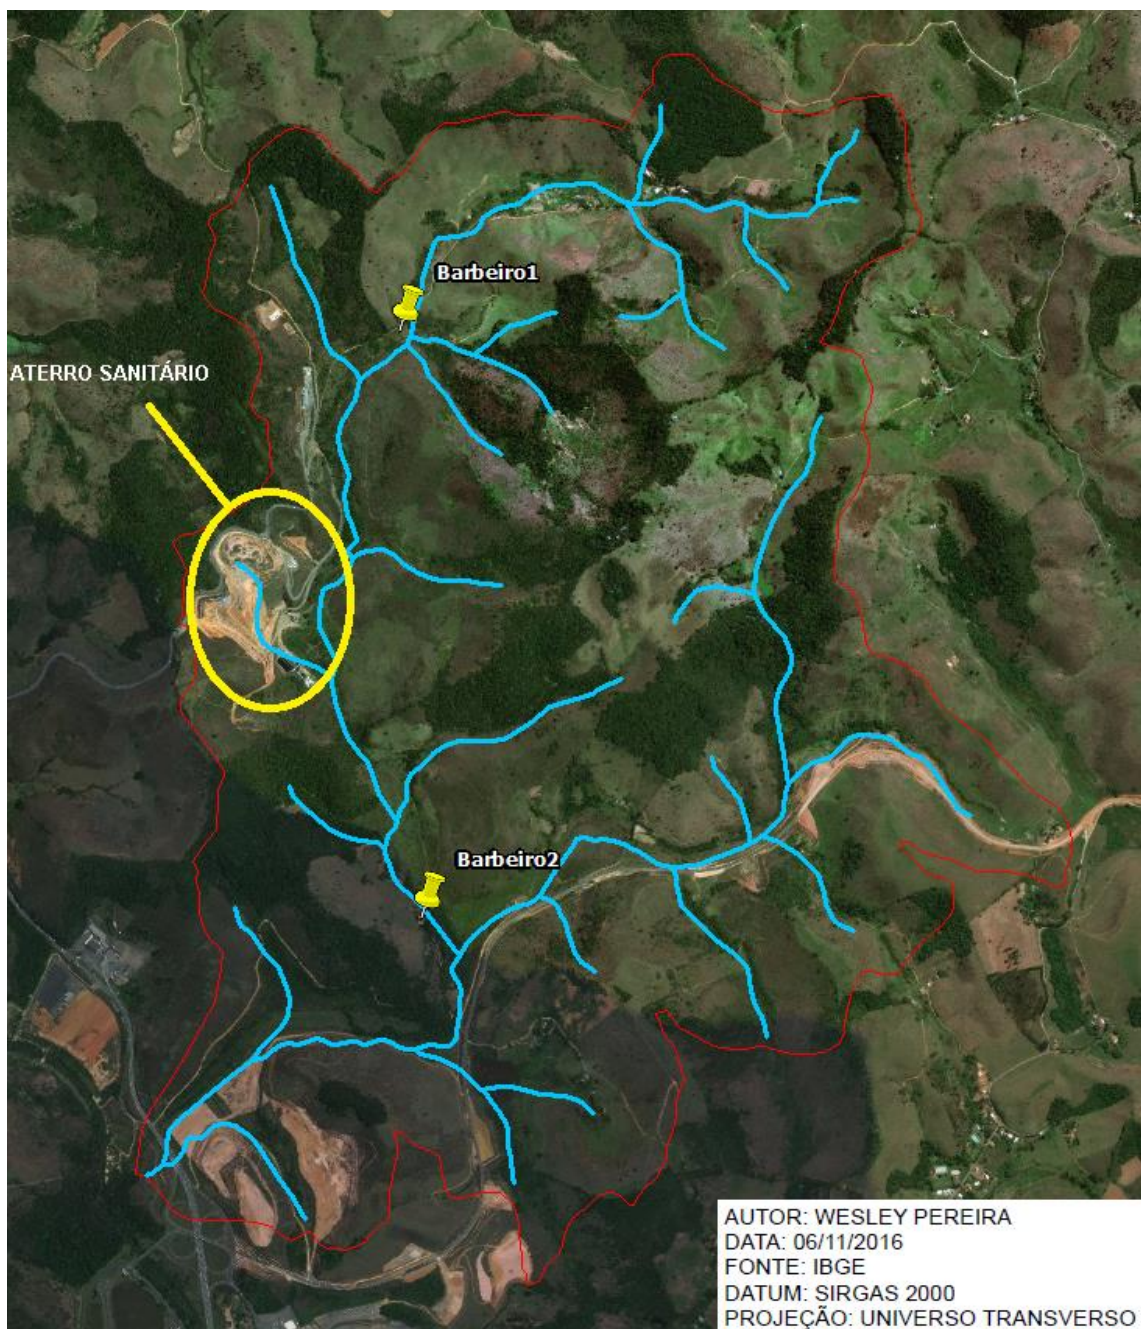 Barbeiro1
ATERRO SANITÁRIO
Barbeiro2
AUTOR: WESLEY PEREIRA
DATA: 06/11/2016
FONTE: IBGE
DATUM: SIRGAS 2000
PROJEÇÃO: UNIVERSO TRANSVERSO